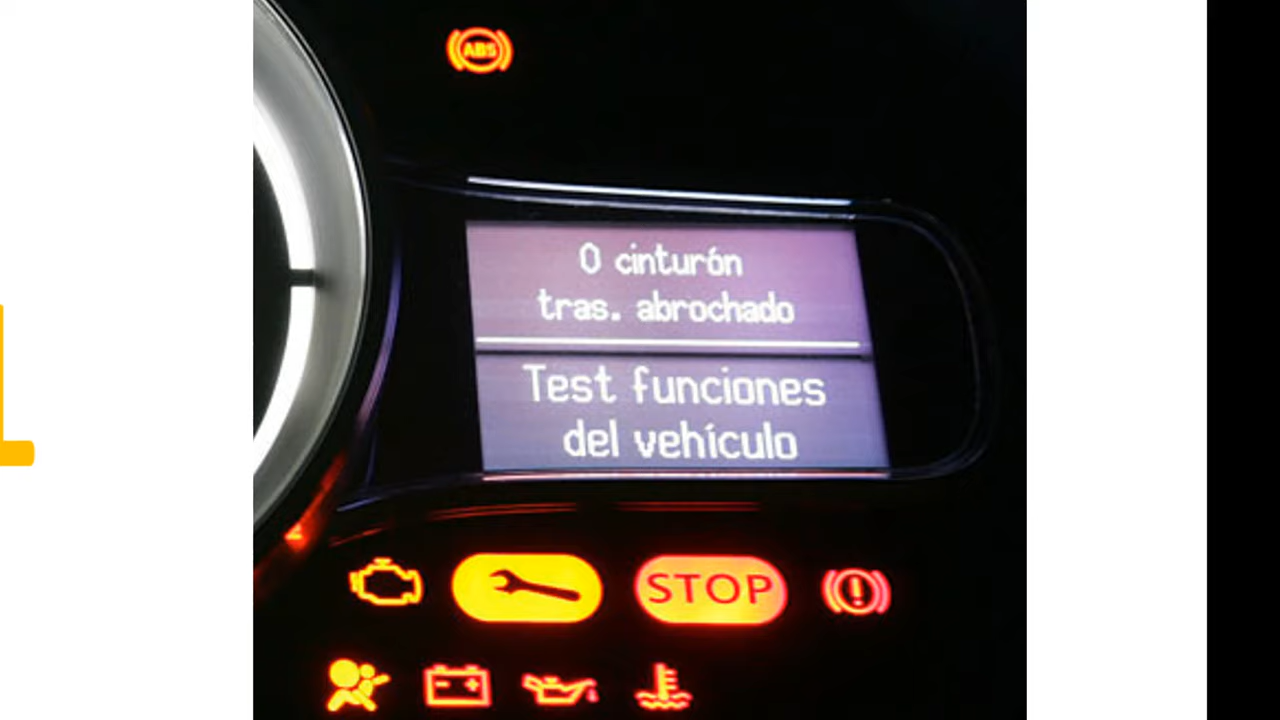 ABS
0 cinturón
tras. abrochado
Test funciones
del vehículo
STOP